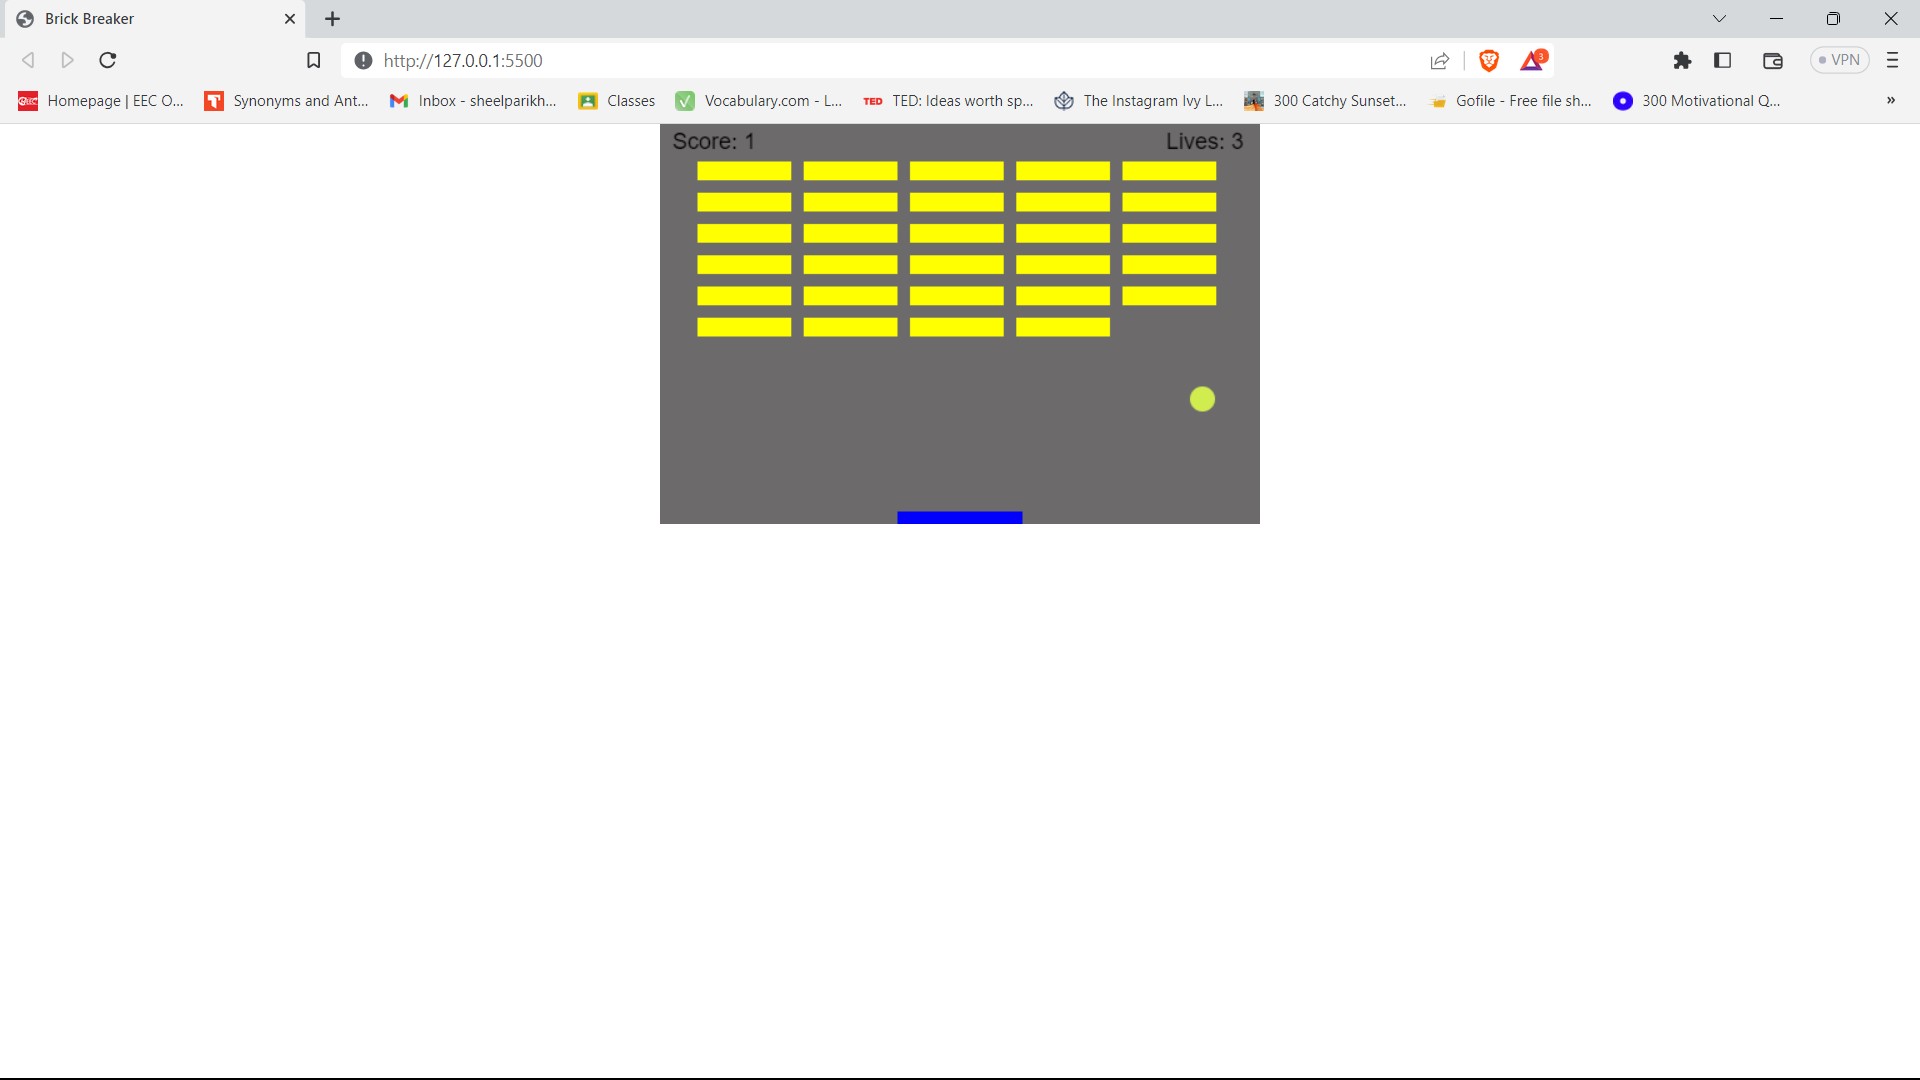 Brick Breaker
http://127.0.0.1:5500
3
VPN
Homepage | EEC O... Synonyms and Ant... Inbox - sheelparikh... Classes Vocabulary.com - L... TED TED: Ideas worth sp... The Instagram Ivy L... 300 Catchy Sunset... Gofile - Free file sh... 300 Motivational Q... »
Score: 1 Lives: 3